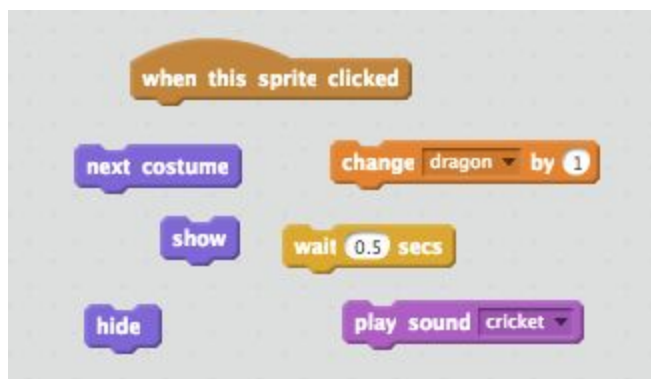 when this sprite clicked
next costume
change dragon by 1
show
wait 0.5 secs
hide
play sound cricket